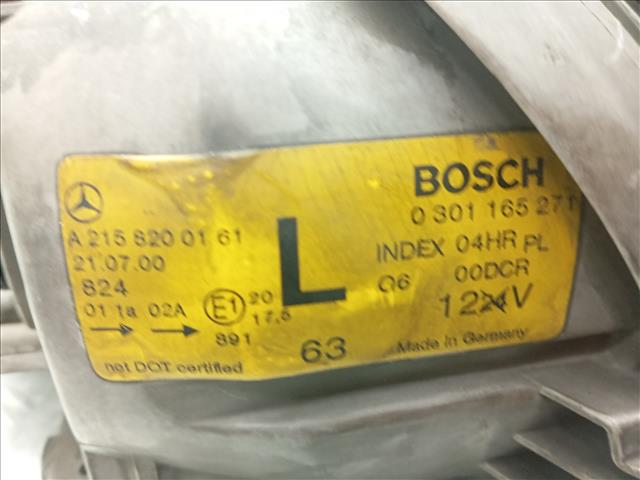 BOSCH
0 301 165 271
A 215 820 01 61
L
INDEX 04HR PL
21.07.00
06 00DCR
824
1224V
01 1a 02A
E1
20
17,5
891
63
Made in Germany
not DOT certified